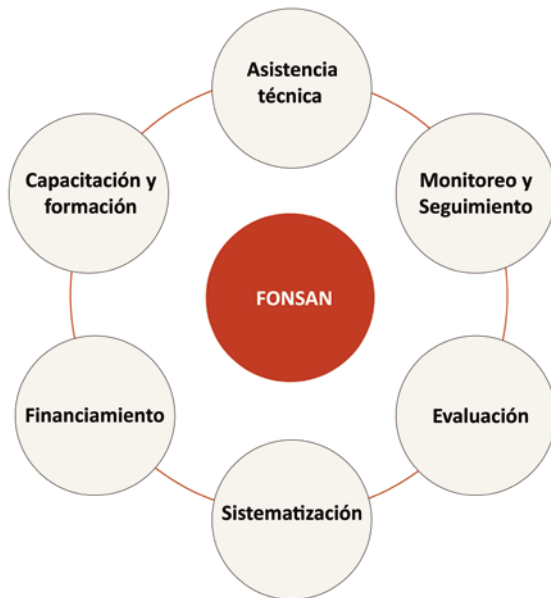 Asistencia
técnica
Capacitación y
formación
Monitoreo y
Seguimiento
FONSAN
Financiamiento
Evaluación
Sistematización